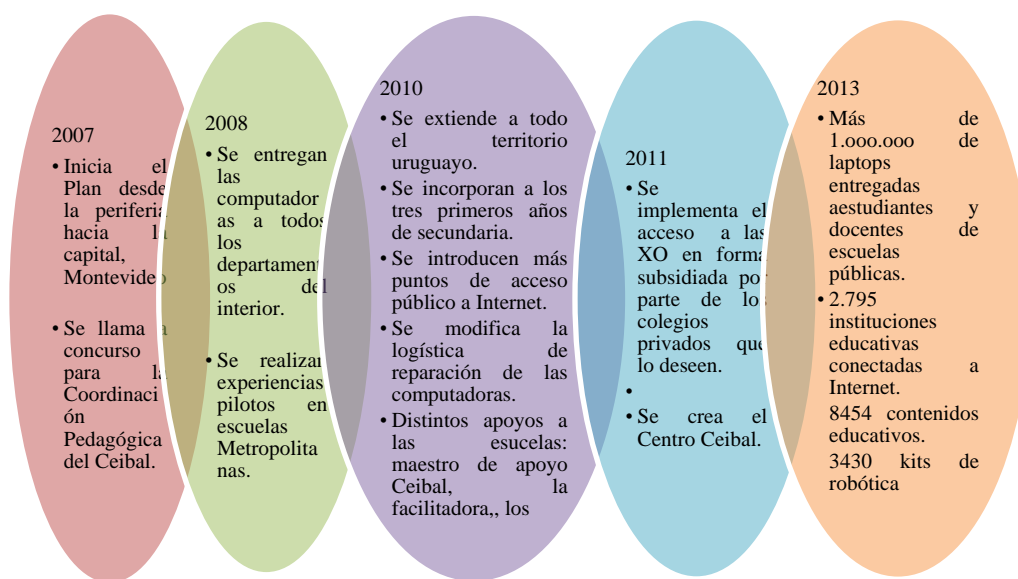 2007
• Inicia el
Plan desde
la periferia
hacia la
capital,
Montevideo
• Se llama a
concurso
para la
Coordinaci
ón
Pedagógica
del Ceibal.
2008
• Se entregan
las
computador
as a todos
los
departament
os del
interior.
• Se realizan
experiencias
pilotos en
escuelas
Metropolita
nas.
2010
• Se extiende a todo
el territorio
uruguayo.
• Se incorporan a los
tres primeros años
de secundaria.
• Se introducen más
puntos de acceso
público a Internet.
• Se modifica la
logística de
reparación de las
computadoras.
• Distintos apoyos a
las esucelas:
maestro de apoyo
Ceibal, la
facilitadora,, los
2011
• Se
implementa el
acceso a las
XO en forma
subsidiada por
parte de los
colegios
privados que
lo deseen.
•
• Se crea el
Centro Ceibal.
2013
• Más de
1.ooo.ooo de
laptops
entregadas
aestudiantes y
docentes de
escuelas
públicas.
• 2.795
instituciones
educativas
conectadas a
Internet.
8454 contenidos
educativos.
3430 kits de
robótica